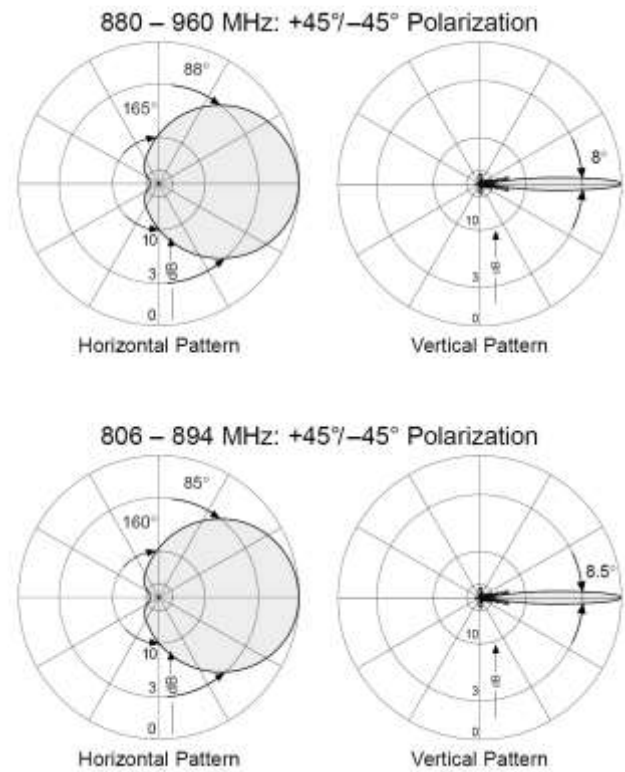 880 – 960 MHz: +45°/–45° Polarization
88°
165°
8°
10
3
0
dB
10
3
0
dB
Horizontal Pattern
Vertical Pattern
806 – 894 MHz: +45°/–45° Polarization
85°
160°
8.5°
10
3
0
dB
10
3
0
dB
Horizontal Pattern
Vertical Pattern